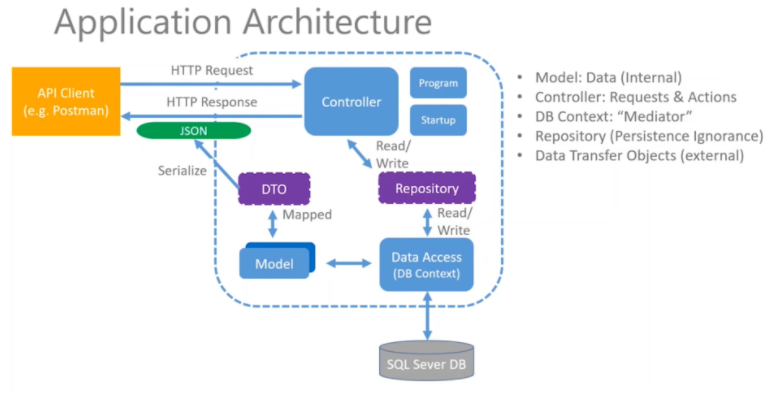 Application Architecture
HTTP Request
API Client
(e.g. Postman)
HTTP Response
JSON
Controller
Program
Startup
Read/
Write
Serialize
DTO
Mapped
Repository
Read/
Write
Model
Data Access
(DB Context)
SQL Sever DB
• Model: Data (Internal)
• Controller: Requests & Actions
• DB Context: “Mediator”
• Repository (Persistence Ignorance)
• Data Transfer Objects (external)